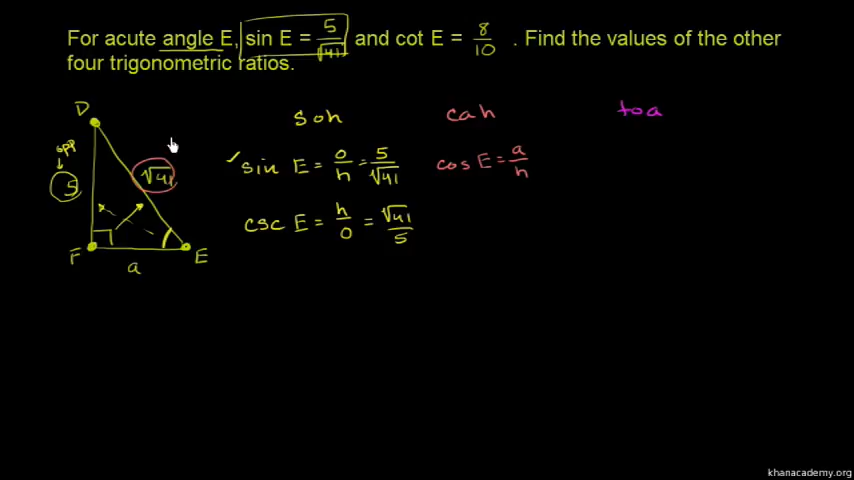 For acute angle E, sin E = 5/√41 and cot E = 8/10 . Find the values of the other
four trigonometric ratios.
D
soh
cah
toa
opp
5
√41
✓ sin E = o/h = 5/√41
cos E = a/h
csc E = h/o = √41/5
F
E
a
khanacademy.org